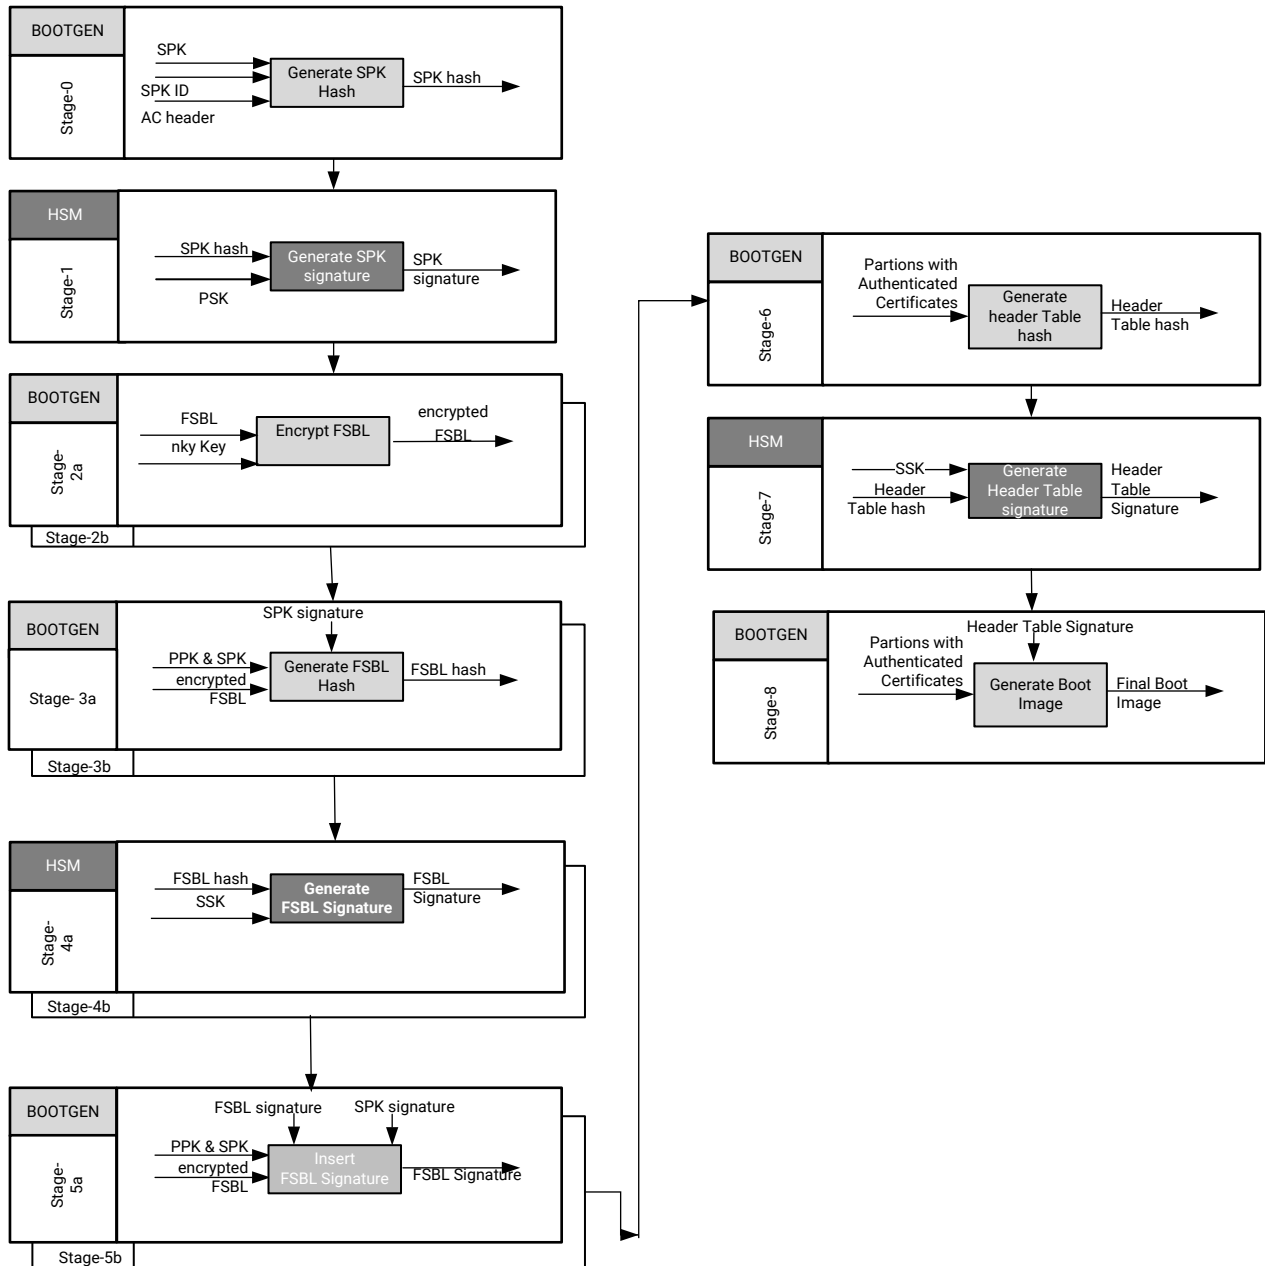 BOOTGEN
Stage-0
SPK
SPK ID
AC header
Generate SPK
Hash
SPK hash
HSM
Stage-1
SPK hash
PSK
Generate SPK
signature
SPK
signature
BOOTGEN
Stage-
2a
FSBL
nky Key
Encrypt FSBL
encrypted
FSBL
Stage-2b
BOOTGEN
Stage- 3a
SPK signature
PPK & SPK
encrypted
FSBL
Generate FSBL
Hash
FSBL hash
Stage-3b
HSM
Stage-
4a
FSBL hash
SSK
Generate
FSBL Signature
FSBL
Signature
Stage-4b
BOOTGEN
Stage-
5a
FSBL signature
SPK signature
PPK & SPK
encrypted
FSBL
Insert
FSBL Signature
FSBL Signature
Stage-5b
BOOTGEN
Stage-6
Partions with
Authenticated
Certificates
Generate
header Table
hash
Header
Table hash
HSM
Stage-7
SSK
Header
Table hash
Generate
Header Table
signature
Header
Table
Signature
BOOTGEN
Stage-8
Header Table Signature
Partions with
Authenticated
Certificates
Generate Boot
Image
Final Boot
Image